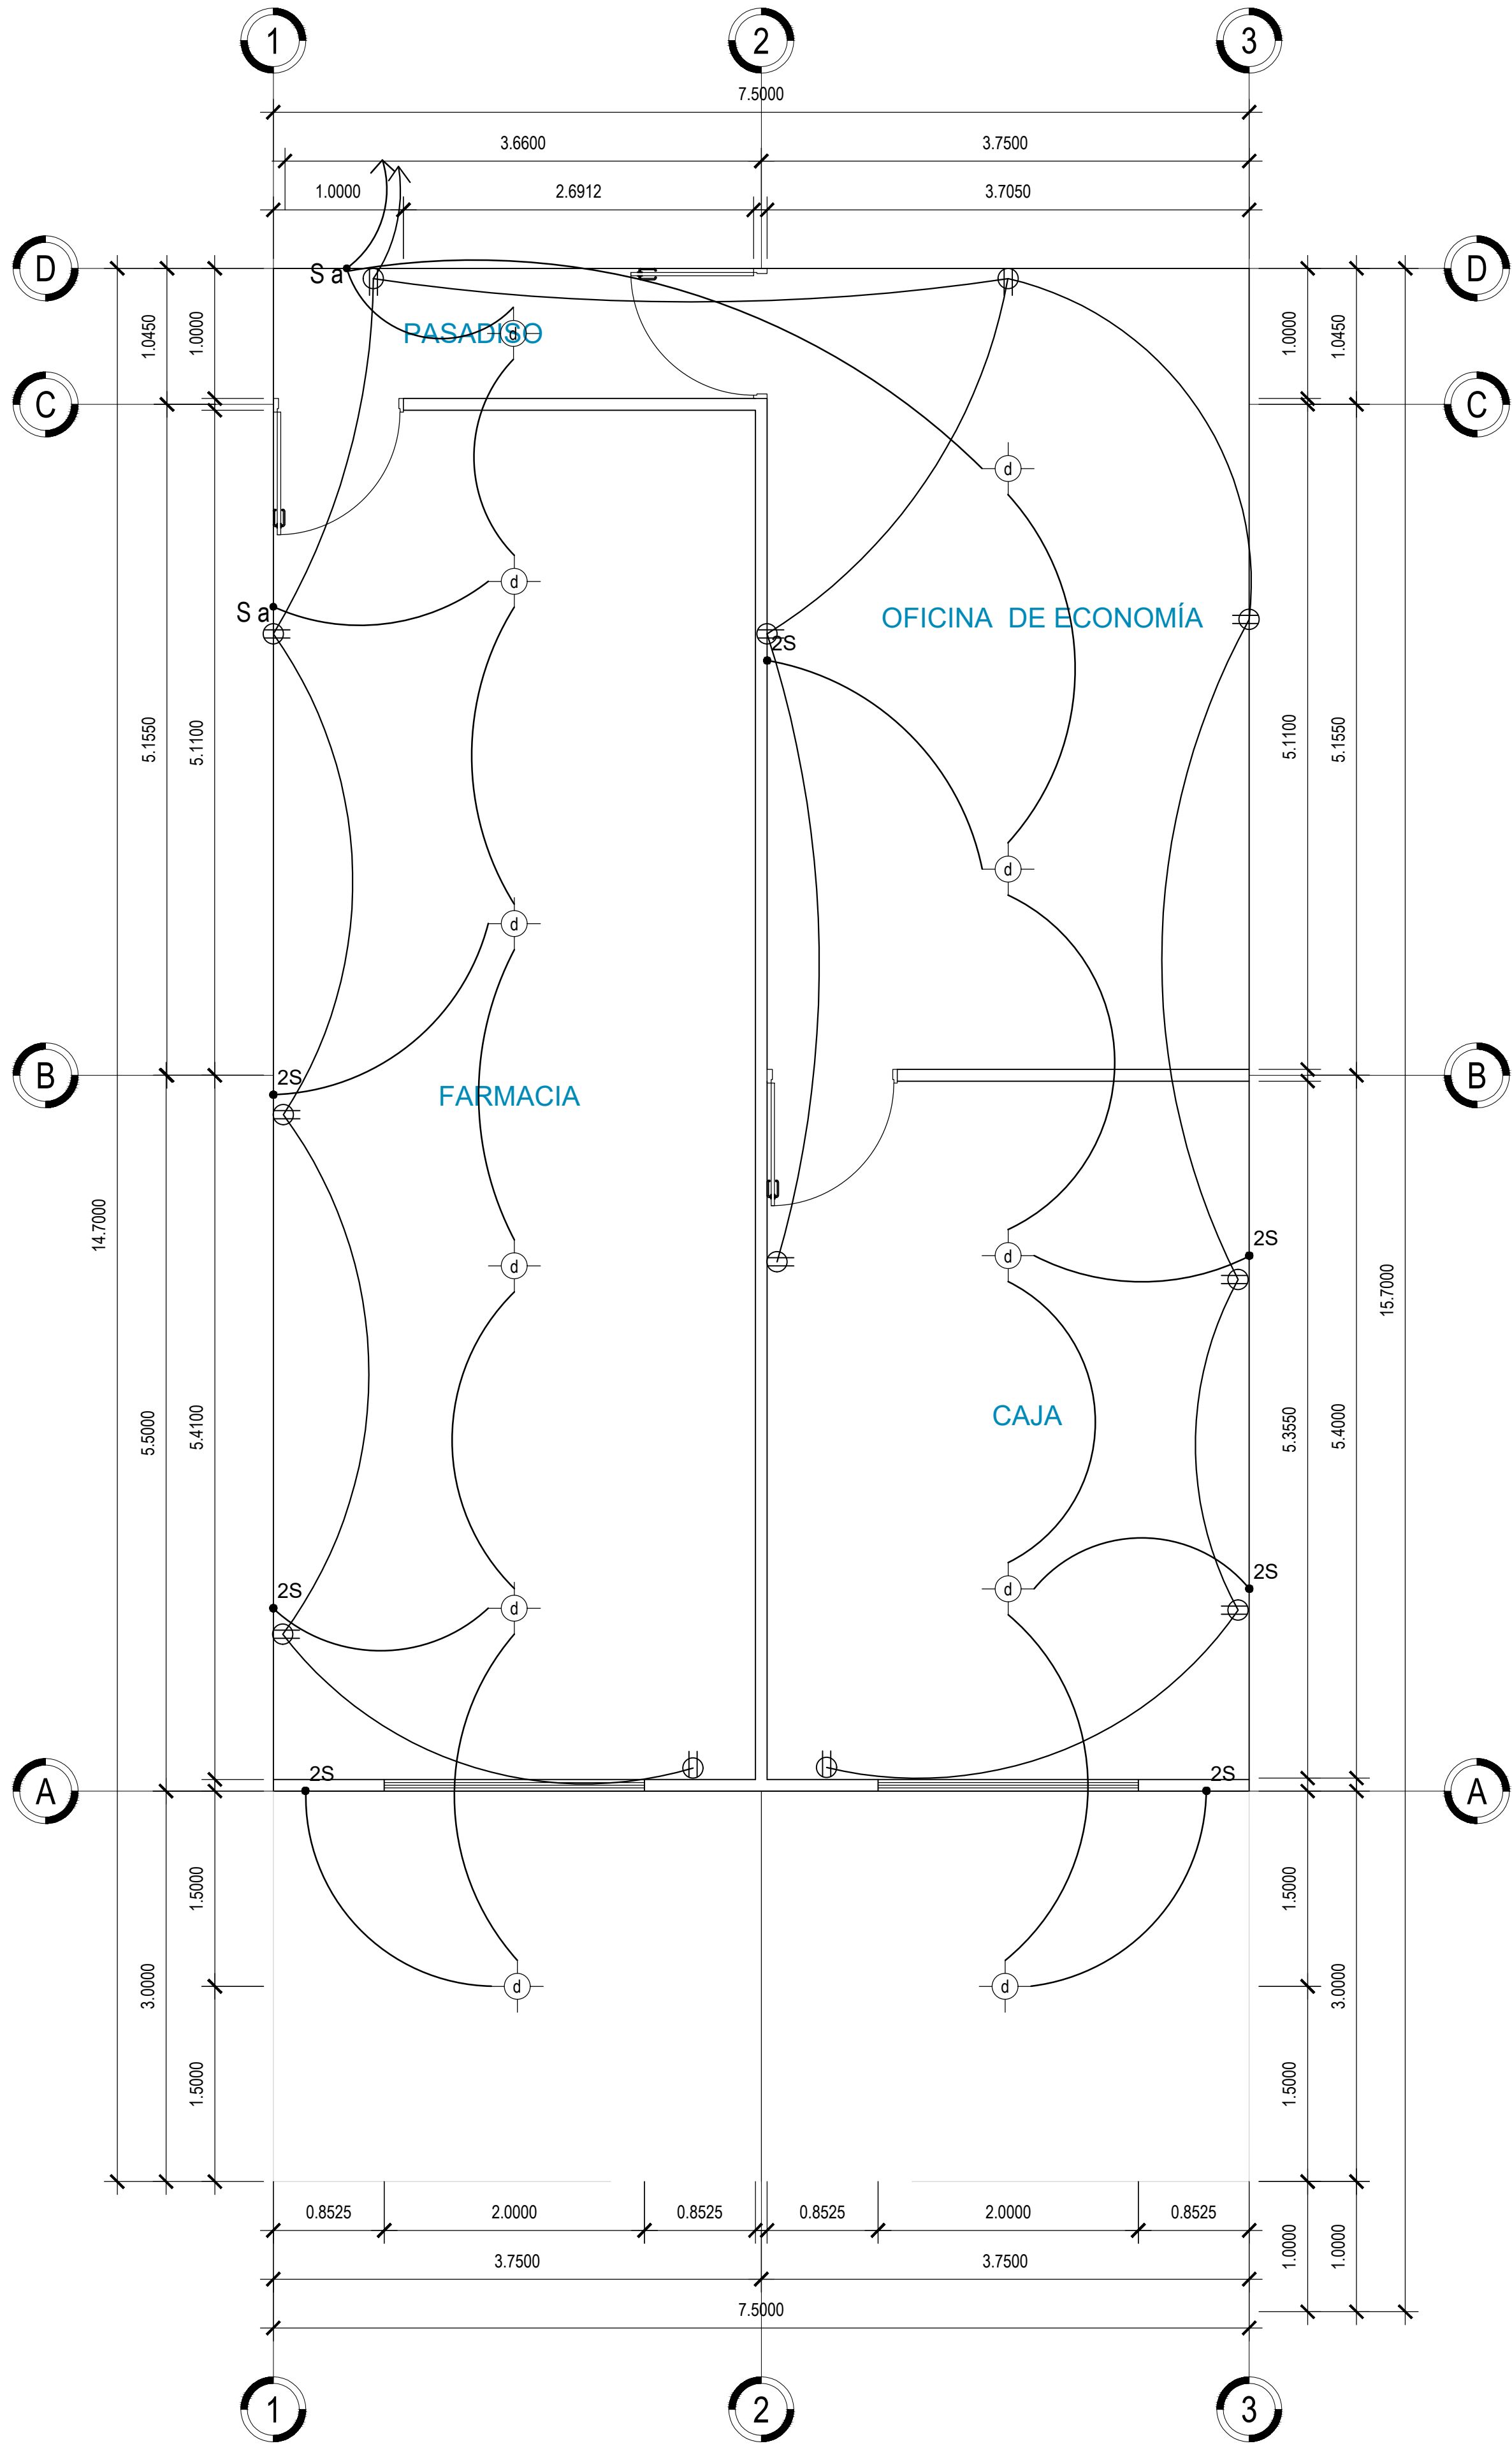 1 2 3
7.5000
3.6600 3.7500
1.0000 2.6912 3.7050
D S a D
1.0450 1.0000 PASADISO d 1.0000 1.0450
C C
d
d
S a OFICINA DE ECONOMÍA
2S
5.1550 5.1100 5.1100 5.1550
d
d
B 2S B
FARMACIA
14.7000 2S
d d
15.7000
CAJA
5.5000 5.4100 5.3550 5.4000
2S d 2S
d
A 2S 2S A
1.5000 1.5000
3.0000 d d 3.0000
1.5000 1.5000
0.8525 2.0000 0.8525 0.8525 2.0000 0.8525
1.0000 1.0000
3.7500 3.7500
7.5000
1 2 3